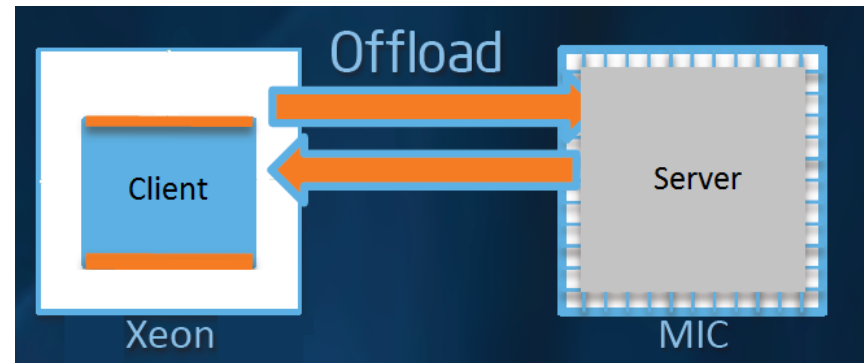 Offload
Client
Server
Xeon
MIC